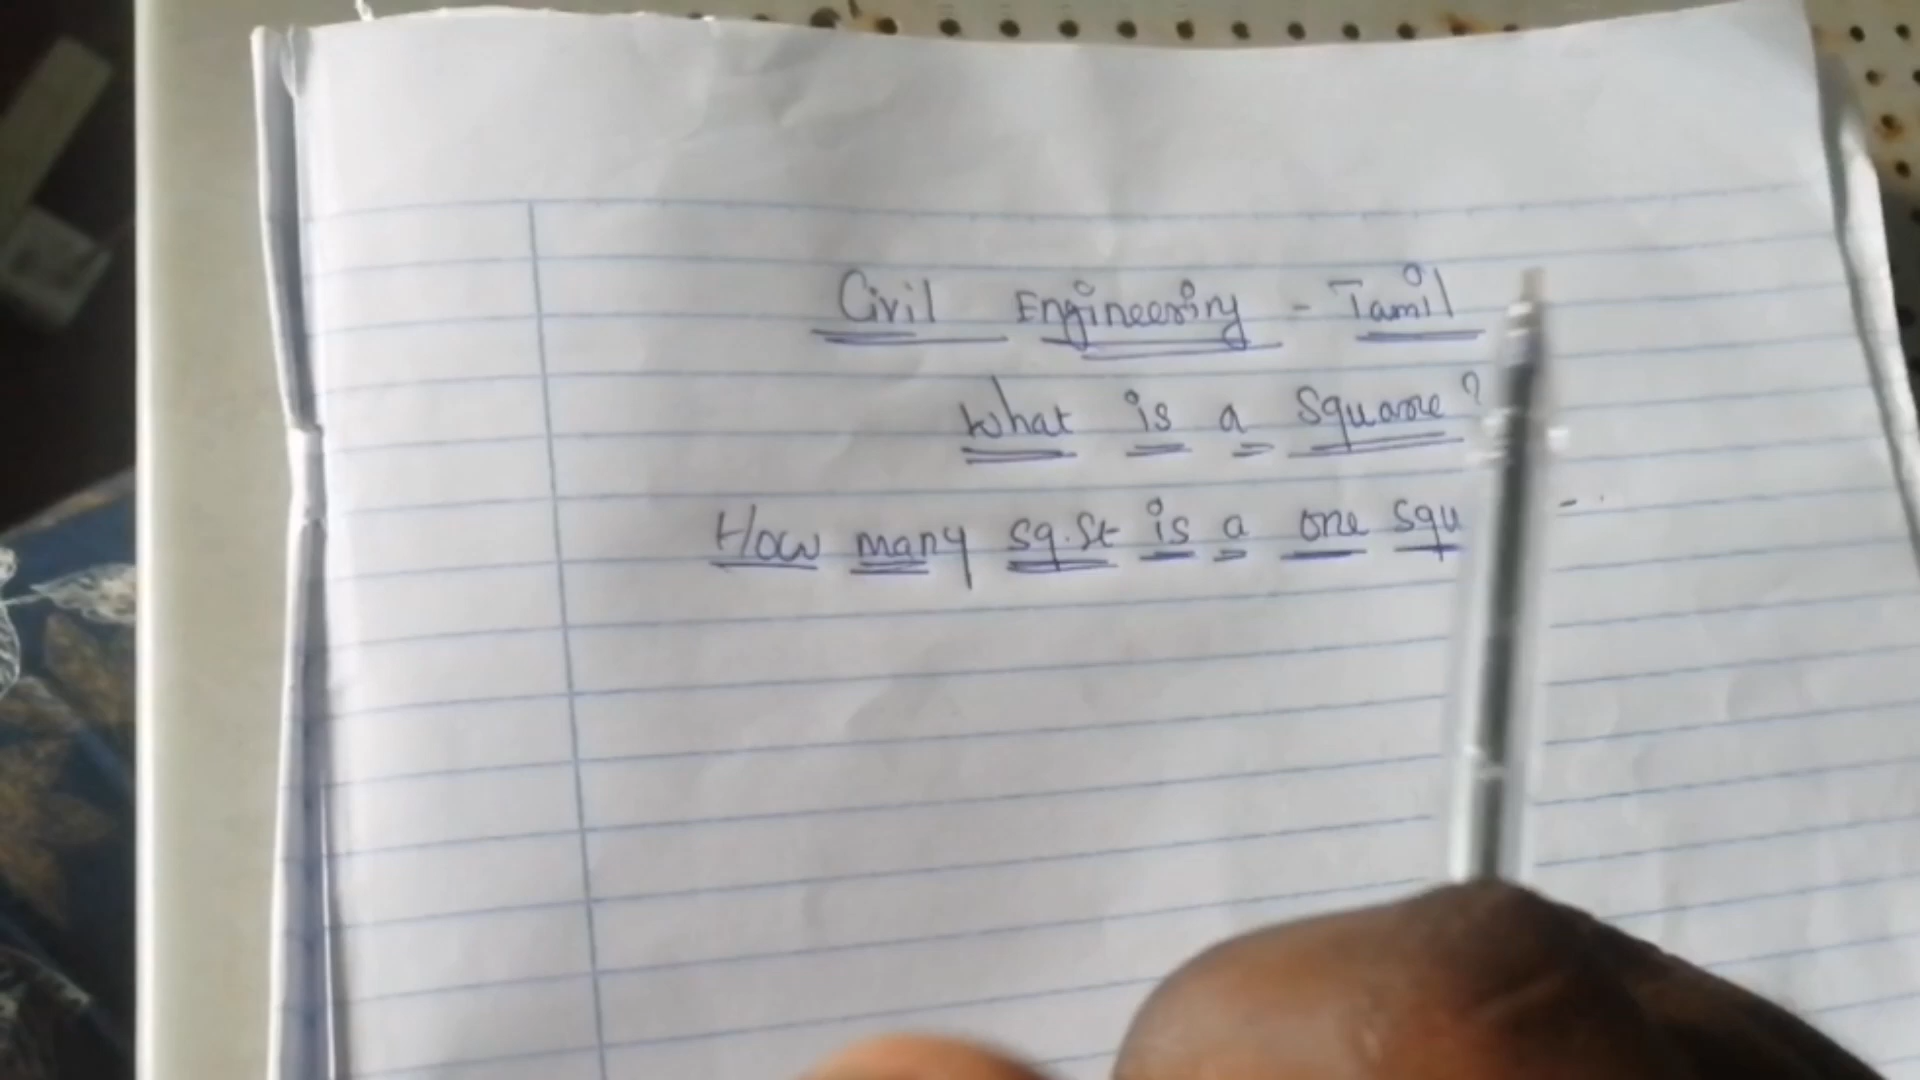 Civil Engineering - Tamil
What is a Square?
How many sq.ft is a one squ